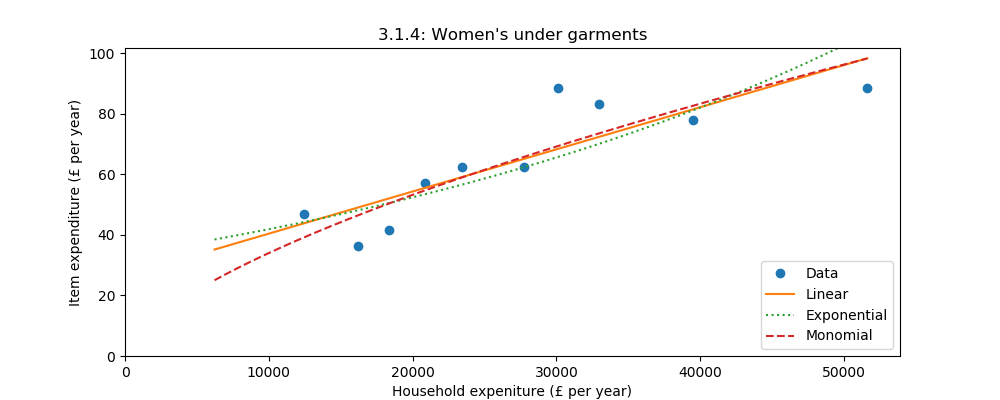 3.1.4: Women's under garments
Item expenditure (£ per year)
100
80
60
40
20
0
0 10000 20000 30000 40000 50000
Household expeniture (£ per year)
Data
Linear
Exponential
Monomial